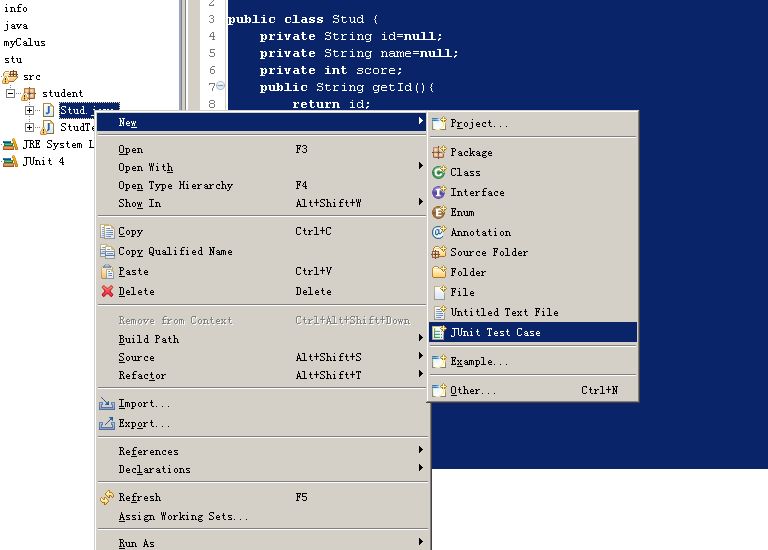 info
java
myCalus
stu
src
student
Stud.java
JRE System L
JUnit 4
2
3 public class Stud {
4 private String id=null;
5 private String name=null;
6 private int score;
7 public String getId(){
8 return id;
New
Open F3
Open With
Open Type Hierarchy F4
Show In Alt+Shift+W
Copy Ctrl+C
Copy Qualified Name
Paste Ctrl+V
Delete Delete
Remove from Context Ctrl+Alt+Shift+Down
Build Path
Source Alt+Shift+S
Refactor Alt+Shift+T
Import...
Export...
References
Declarations
Refresh F5
Assign Working Sets...
Run As
Project...
Package
Class
Interface
Enum
Annotation
Source Folder
Folder
File
Untitled Text File
JUnit Test Case
Example...
Other... Ctrl+N